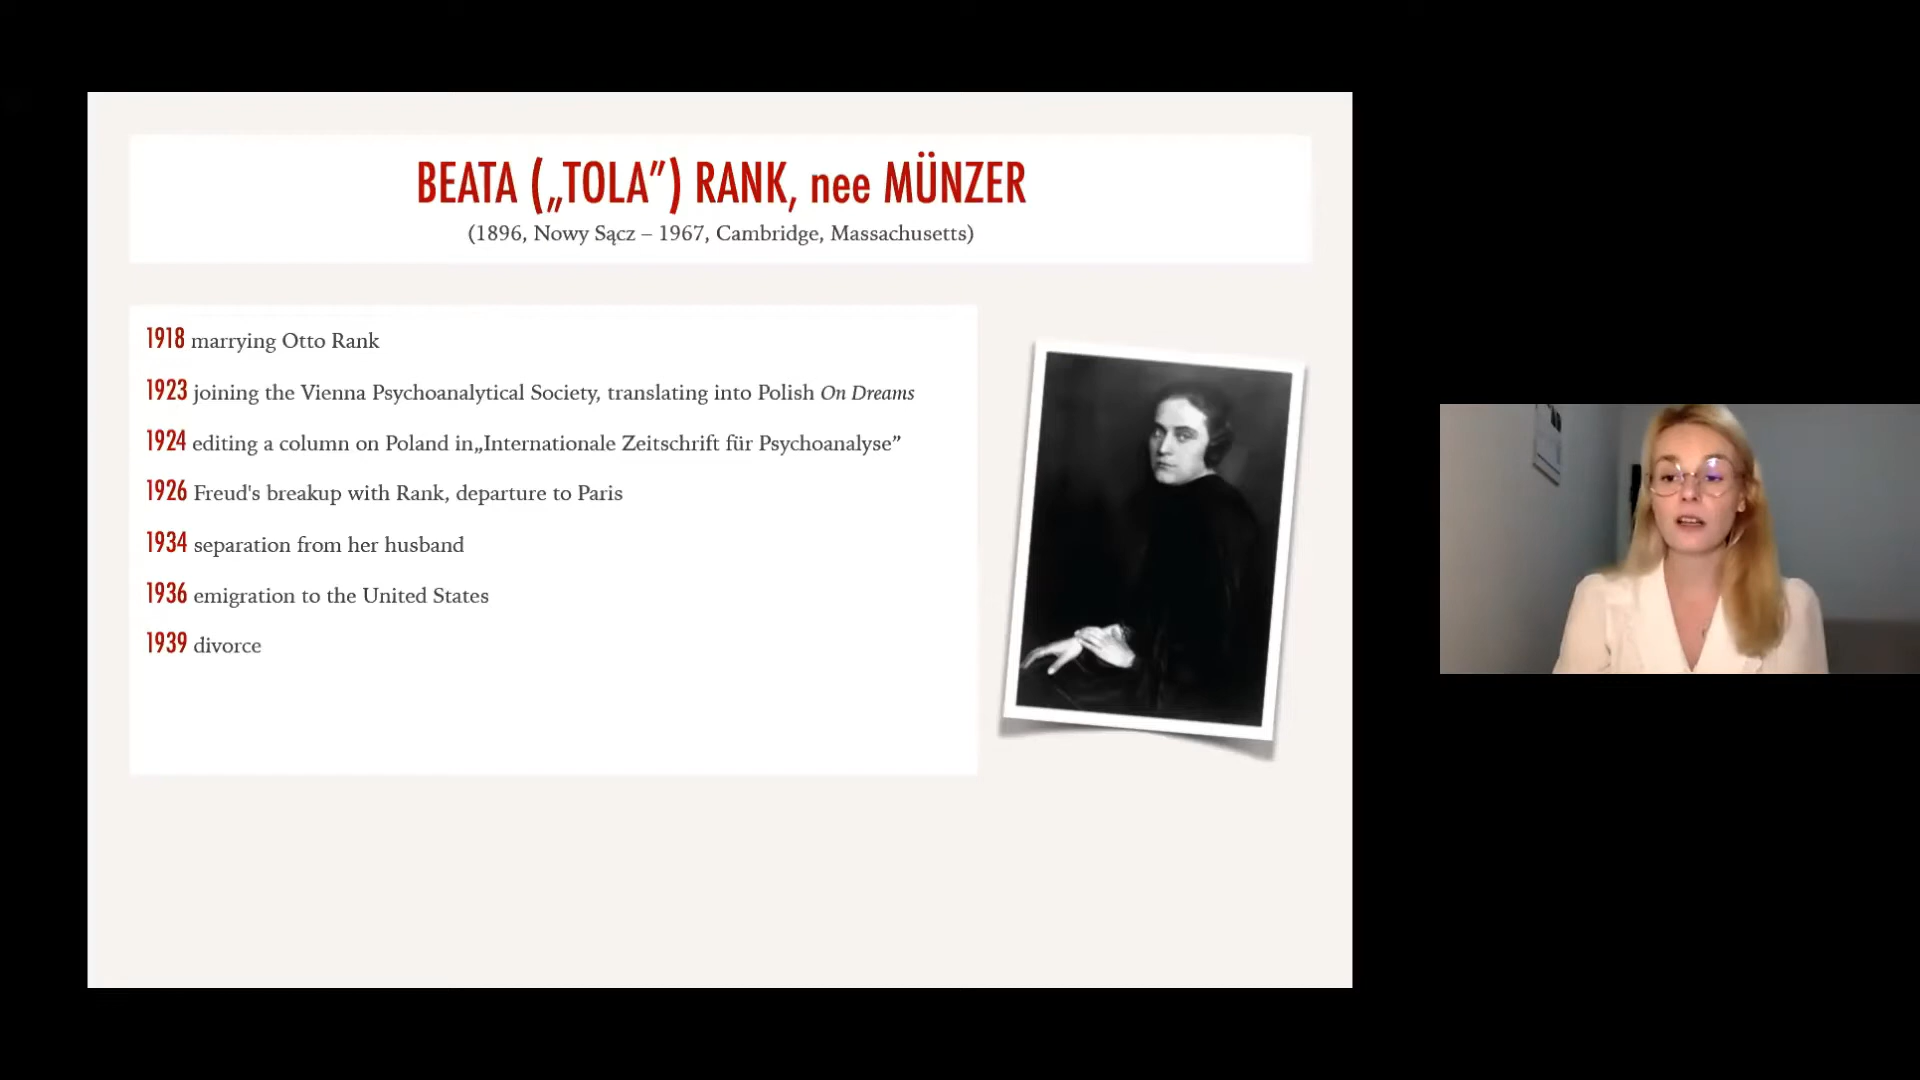 BEATA („TOLA”) RANK, nee MÜNZER
(1896, Nowy Sącz – 1967, Cambridge, Massachusetts)
1918 marrying Otto Rank
1923 joining the Vienna Psychoanalytical Society, translating into Polish On Dreams
1924 editing a column on Poland in„Internationale Zeitschrift für Psychoanalyse”
1926 Freud's breakup with Rank, departure to Paris
1934 separation from her husband
1936 emigration to the United States
1939 divorce